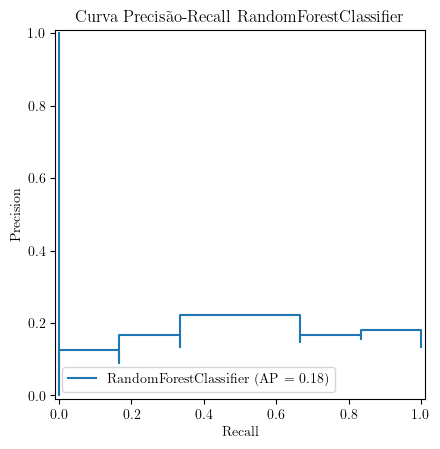 Curva Precisão-Recall RandomForestClassifier
1.0
0.8
0.6
0.4
0.2
0.0
Precision
RandomForestClassifier (AP = 0.18)
0.0 0.2 0.4 0.6 0.8 1.0
Recall